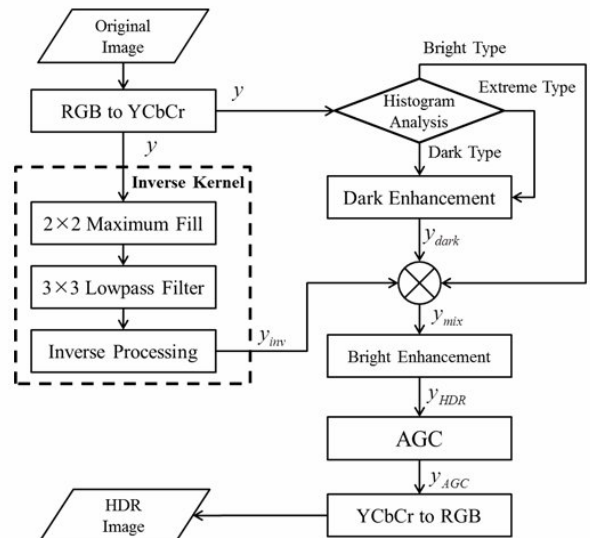 Original
Image
RGB to YCbCr
y
y
Bright Type
Extreme Type
Histogram
Analysis
Dark Type
Inverse Kernel
2×2 Maximum Fill
3×3 Lowpass Filter
Inverse Processing
y_inv
Dark Enhancement
y_dark
y_mix
Bright Enhancement
y_HDR
AGC
y_AGC
YCbCr to RGB
HDR
Image